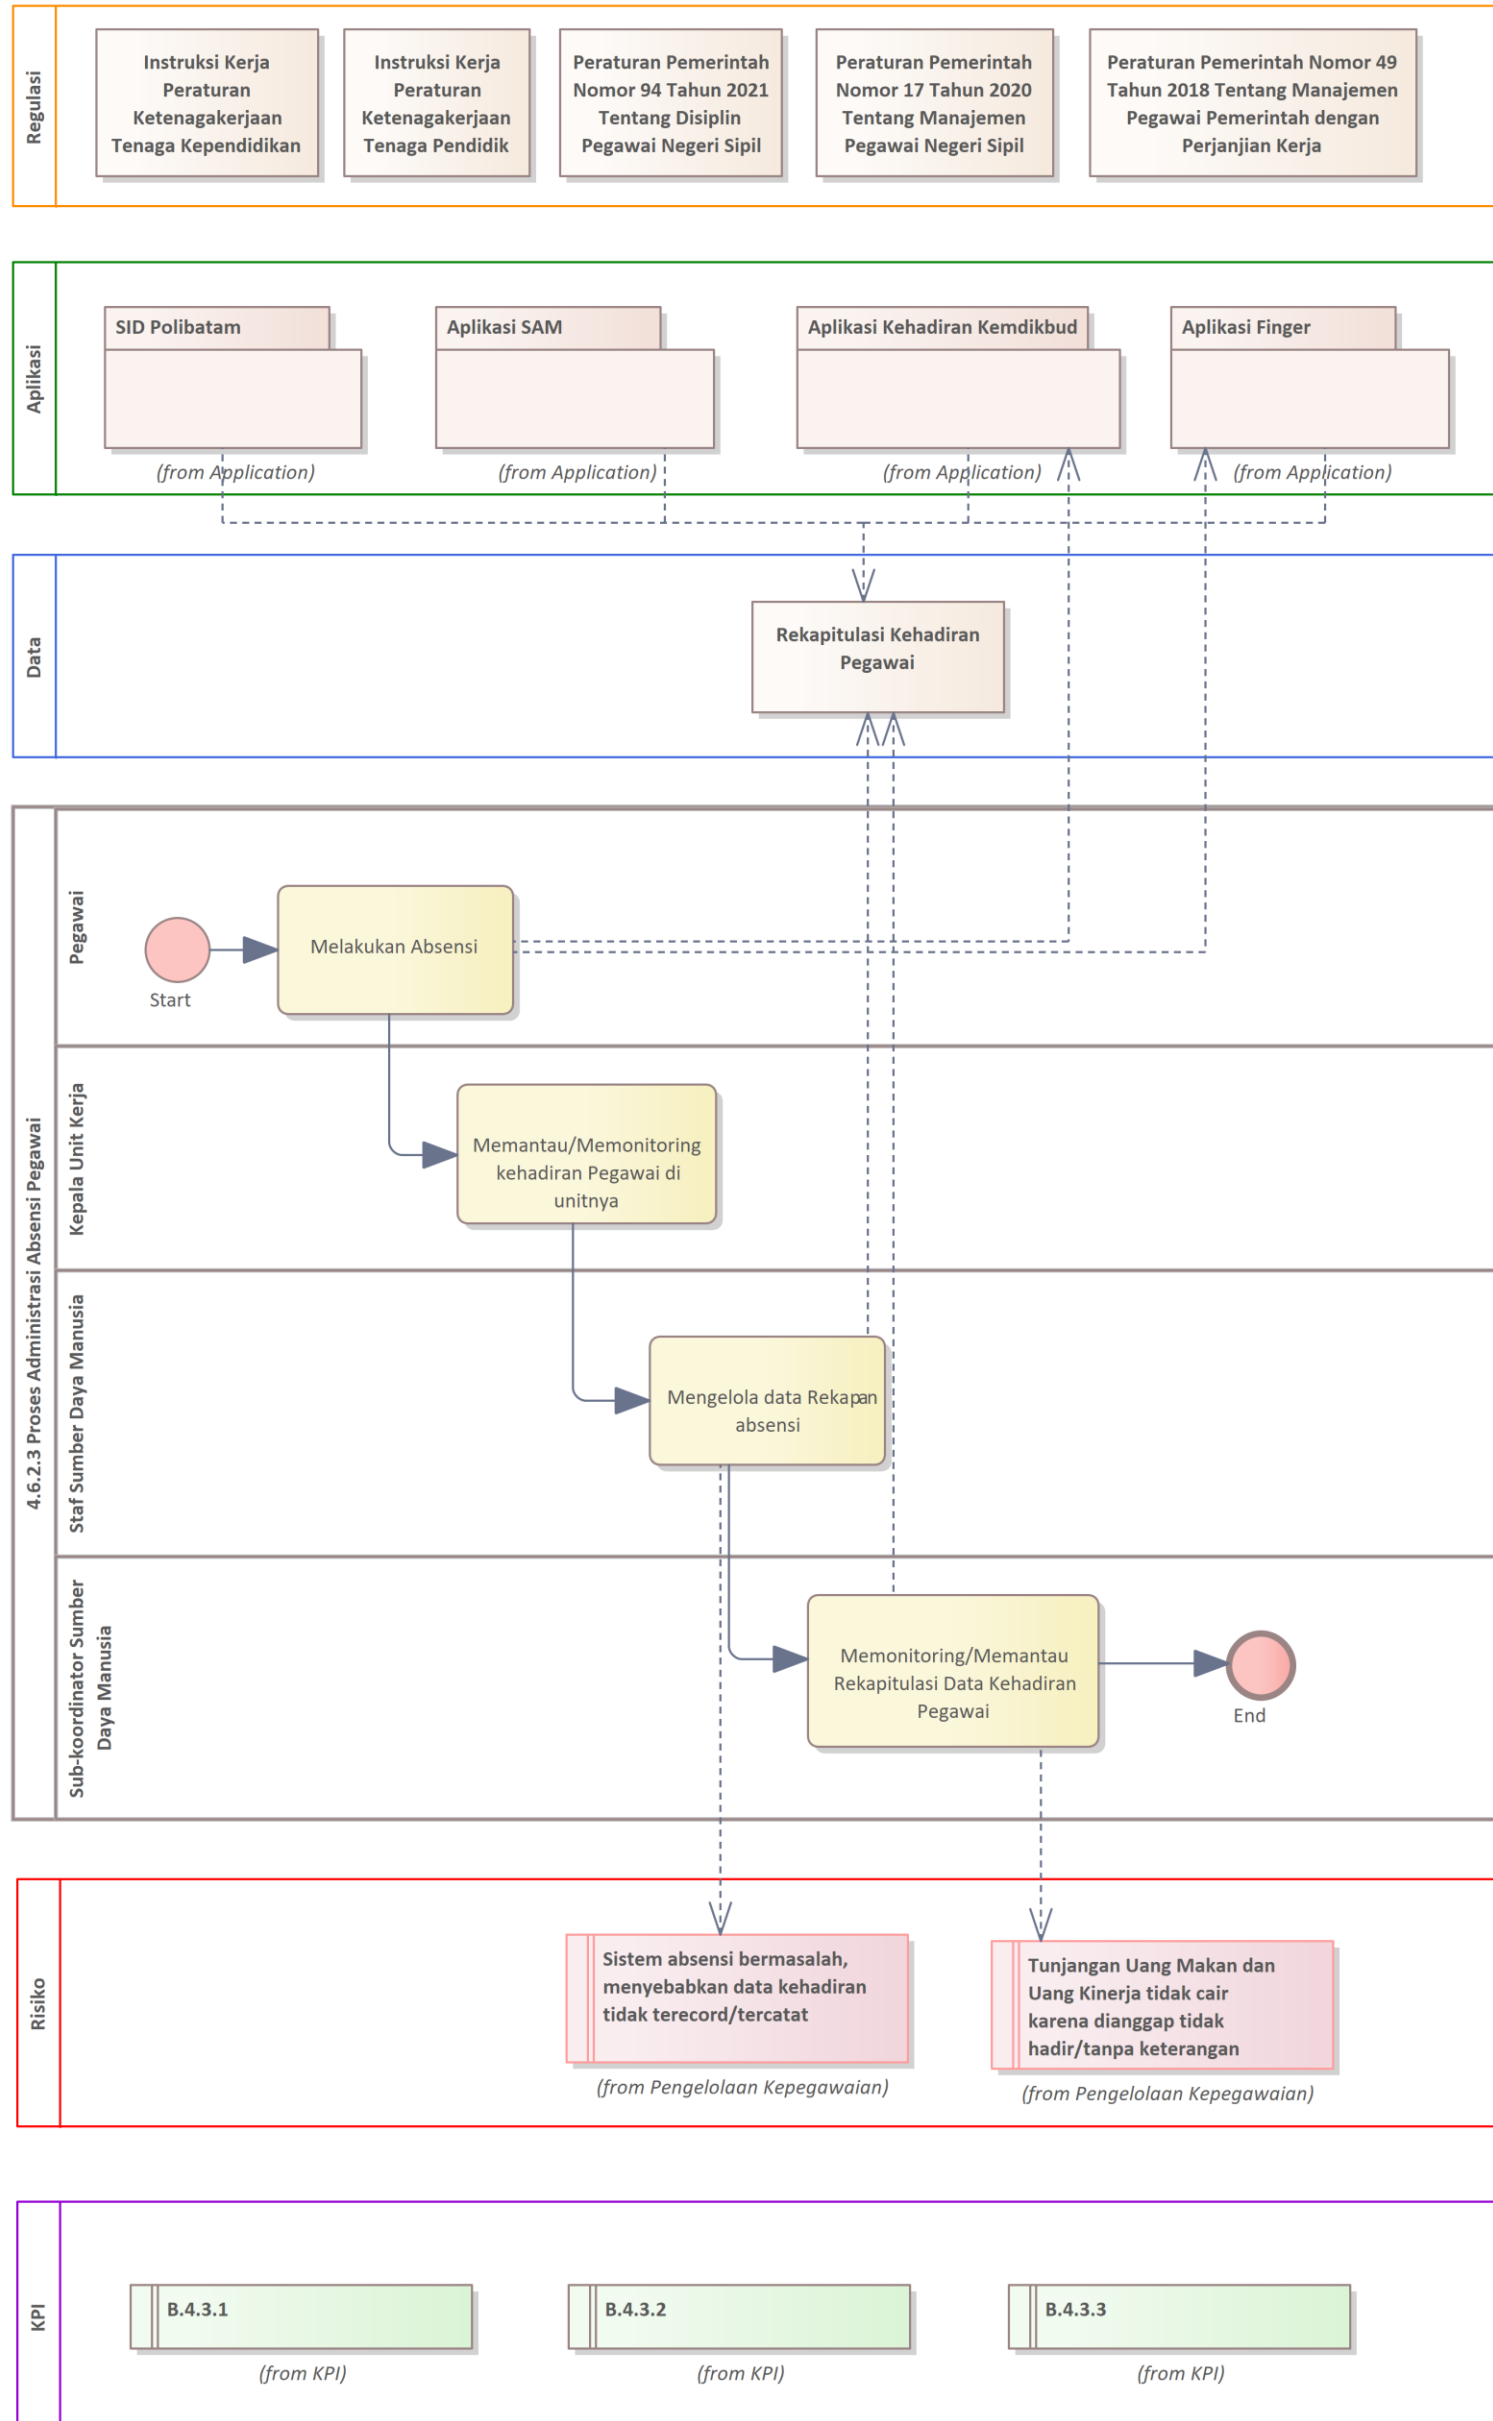 Regulasi
Instruksi Kerja
Peraturan
Ketenagakerjaan
Tenaga Kependidikan
Instruksi Kerja
Peraturan
Ketenagakerjaan
Tenaga Pendidik
Peraturan Pemerintah
Nomor 94 Tahun 2021
Tentang Disiplin
Pegawai Negeri Sipil
Peraturan Pemerintah
Nomor 17 Tahun 2020
Tentang Manajemen
Pegawai Negeri Sipil
Peraturan Pemerintah Nomor 49
Tahun 2018 Tentang Manajemen
Pegawai Pemerintah dengan
Perjanjian Kerja
Aplikasi
SID Polibatam
(from Application)
Aplikasi SAM
(from Application)
Aplikasi Kehadiran Kemdikbud
(from Application)
Aplikasi Finger
(from Application)
Data
Rekapitulasi Kehadiran
Pegawai
4.6.2.3 Proses Administrasi Absensi Pegawai
Pegawai
Start
Melakukan Absensi
Kepala Unit Kerja
Memantau/Memonitoring
kehadiran Pegawai di
unitnya
Staf Sumber Daya Manusia
Mengelola data Rekapan
absensi
Sub-koordinator Sumber
Daya Manusia
Memonitoring/Memantau
Rekapitulasi Data Kehadiran
Pegawai
End
Risiko
Sistem absensi bermasalah,
menyebabkan data kehadiran
tidak terecord/tercatat
(from Pengelolaan Kepegawaian)
Tunjangan Uang Makan dan
Uang Kinerja tidak cair
karena dianggap tidak
hadir/tanpa keterangan
(from Pengelolaan Kepegawaian)
KPI
B.4.3.1
(from KPI)
B.4.3.2
(from KPI)
B.4.3.3
(from KPI)